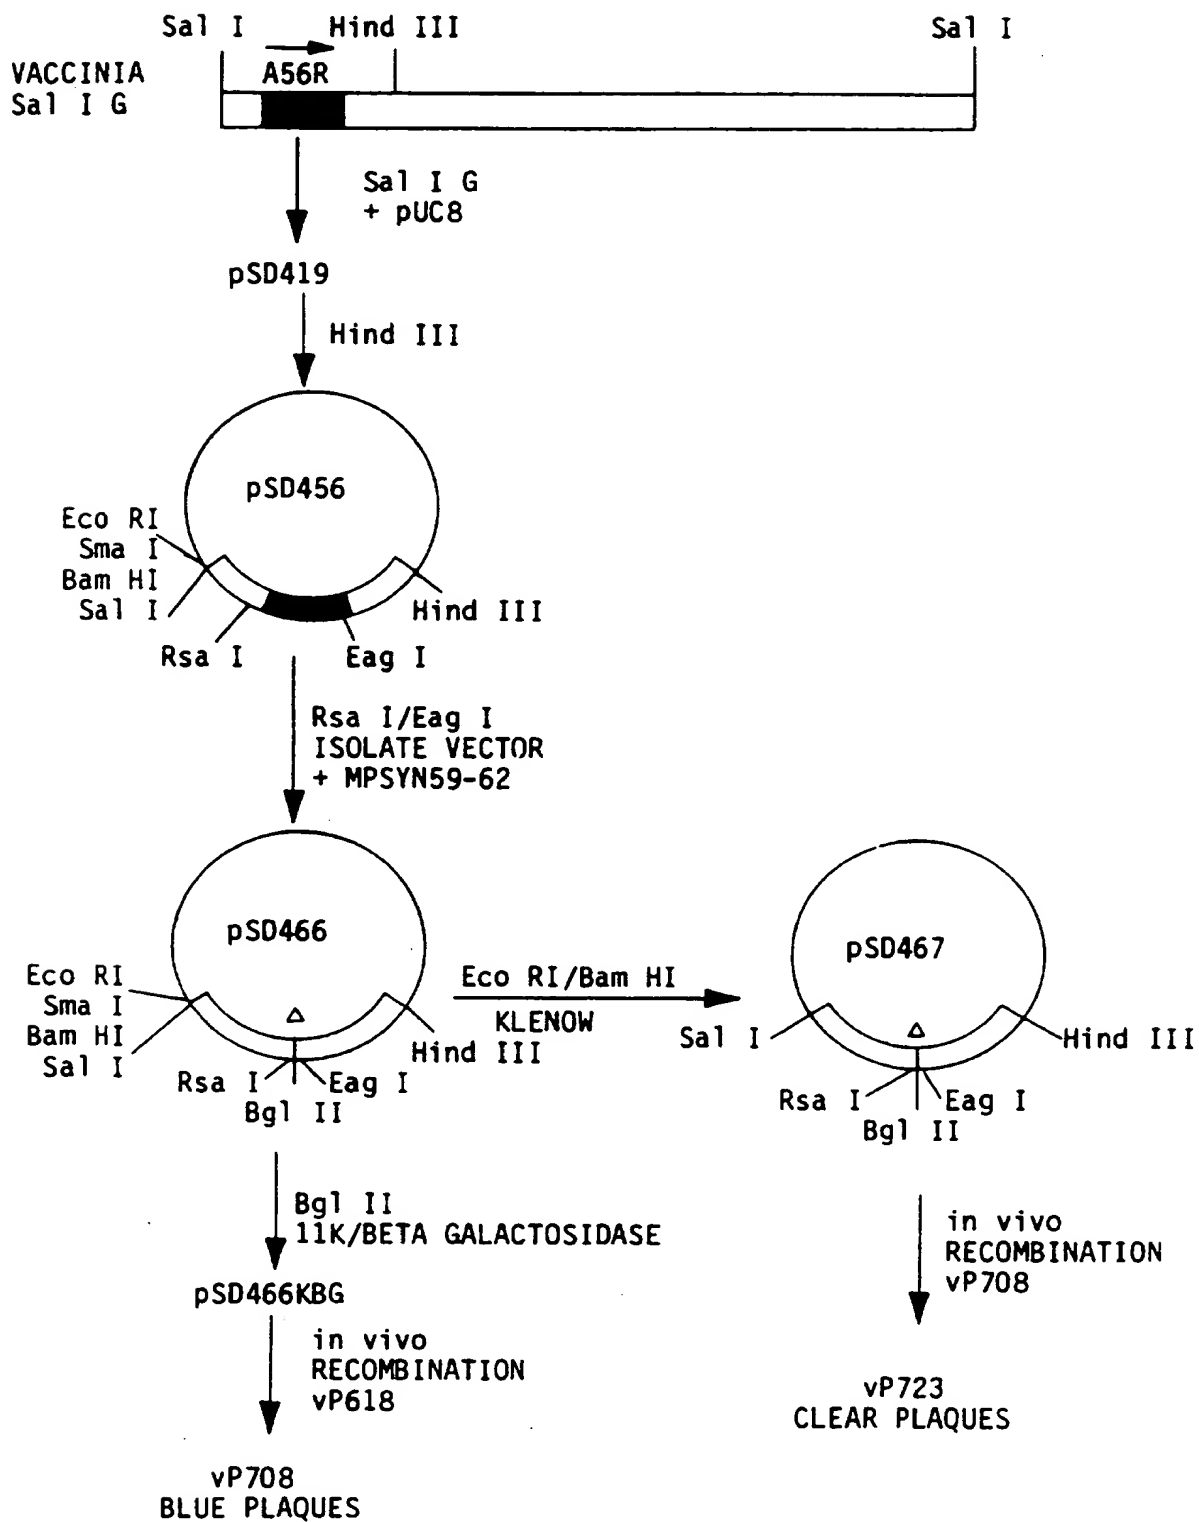 Sal I
Hind III
Sal I
VACCINIA
Sal I G
A56R
Sal I G
+ pUC8
pSD419
Hind III
pSD456
Eco RI
Sma I
Bam HI
Sal I
Rsa I
Eag I
Hind III
Rsa I/Eag I
ISOLATE VECTOR
+ MPSYN59-62
pSD466
Eco RI
Sma I
Bam HI
Sal I
Δ
Rsa I
Eag I
Bgl II
Hind III
Eco RI/Bam HI
KLENOW
pSD467
Sal I
Δ
Hind III
Rsa I
Eag I
Bgl II
Bgl II
11K/BETA GALACTOSIDASE
pSD466KBG
in vivo
RECOMBINATION
vP618
vP708
BLUE PLAQUES
in vivo
RECOMBINATION
vP708
vP723
CLEAR PLAQUES